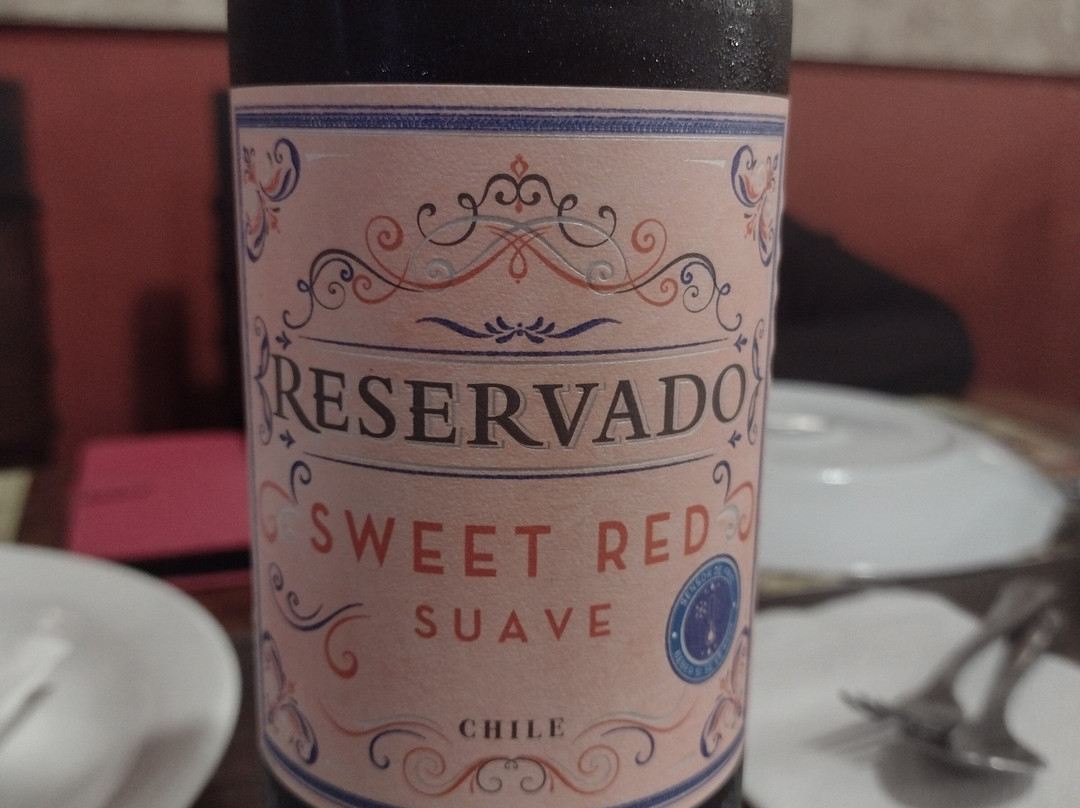 RESERVADO
SWEET RED
SUAVE
CHILE